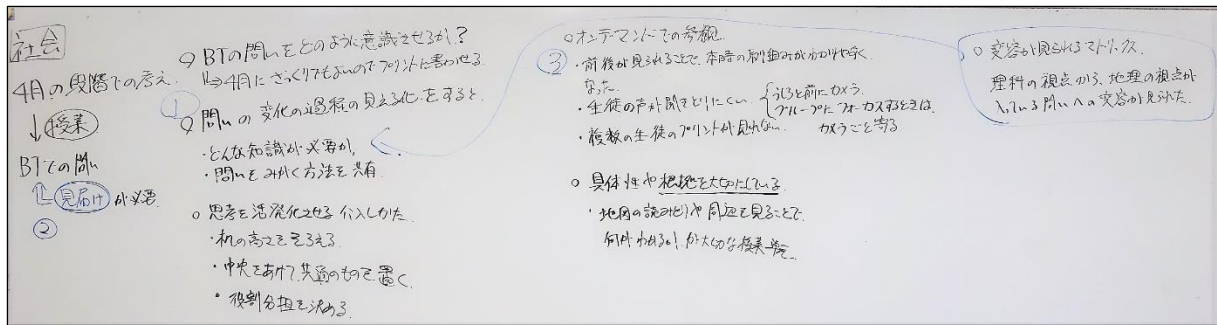 社会
4月の段階での考え
↓ 授業
BTでの問い
見届けが必要
②
○BTの問いをどのように意識させるか?
↳4月にざっくりでもよいのでプリントに書わせる
①
○問いの変化の過程の見える化をすると
・どんな知識が必要か、
・問いをみがく方法を共有
○思考を活発化させる介入しかた
・机の高さをそろえる
・中央をあけて共通のものを置く
・役割分担を決める
○オンデマンドでの参観
③
・前後が見られることで、本時の取り組みが分かりやすく
なった
・生徒の声が聞きとりにくい
うしろと前にカメラ
グループにフォーカスするときは
カメラごと寄る
・複数の生徒のプリントが見れない
○具体性や根拠を大切にしている
・地図の読みとりや周辺を見ることで
何がわかるか!が大切な授業
○変容が見られるマトリックス
理科の視点から、地理の視点が
入っている問いへの変容が見られた